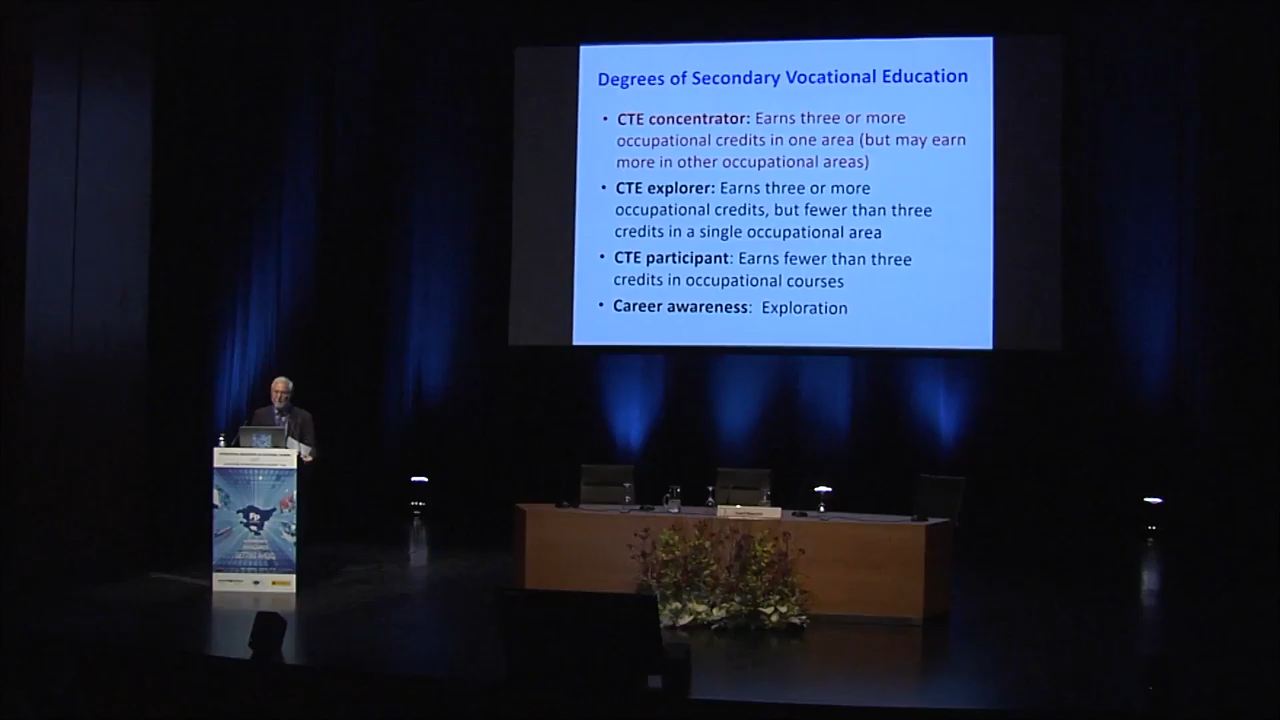 Degrees of Secondary Vocational Education
• CTE concentrator: Earns three or more
occupational credits in one area (but may earn
more in other occupational areas)
• CTE explorer: Earns three or more
occupational credits, but fewer than three
credits in a single occupational area
• CTE participant: Earns fewer than three
credits in occupational courses
• Career awareness: Exploration